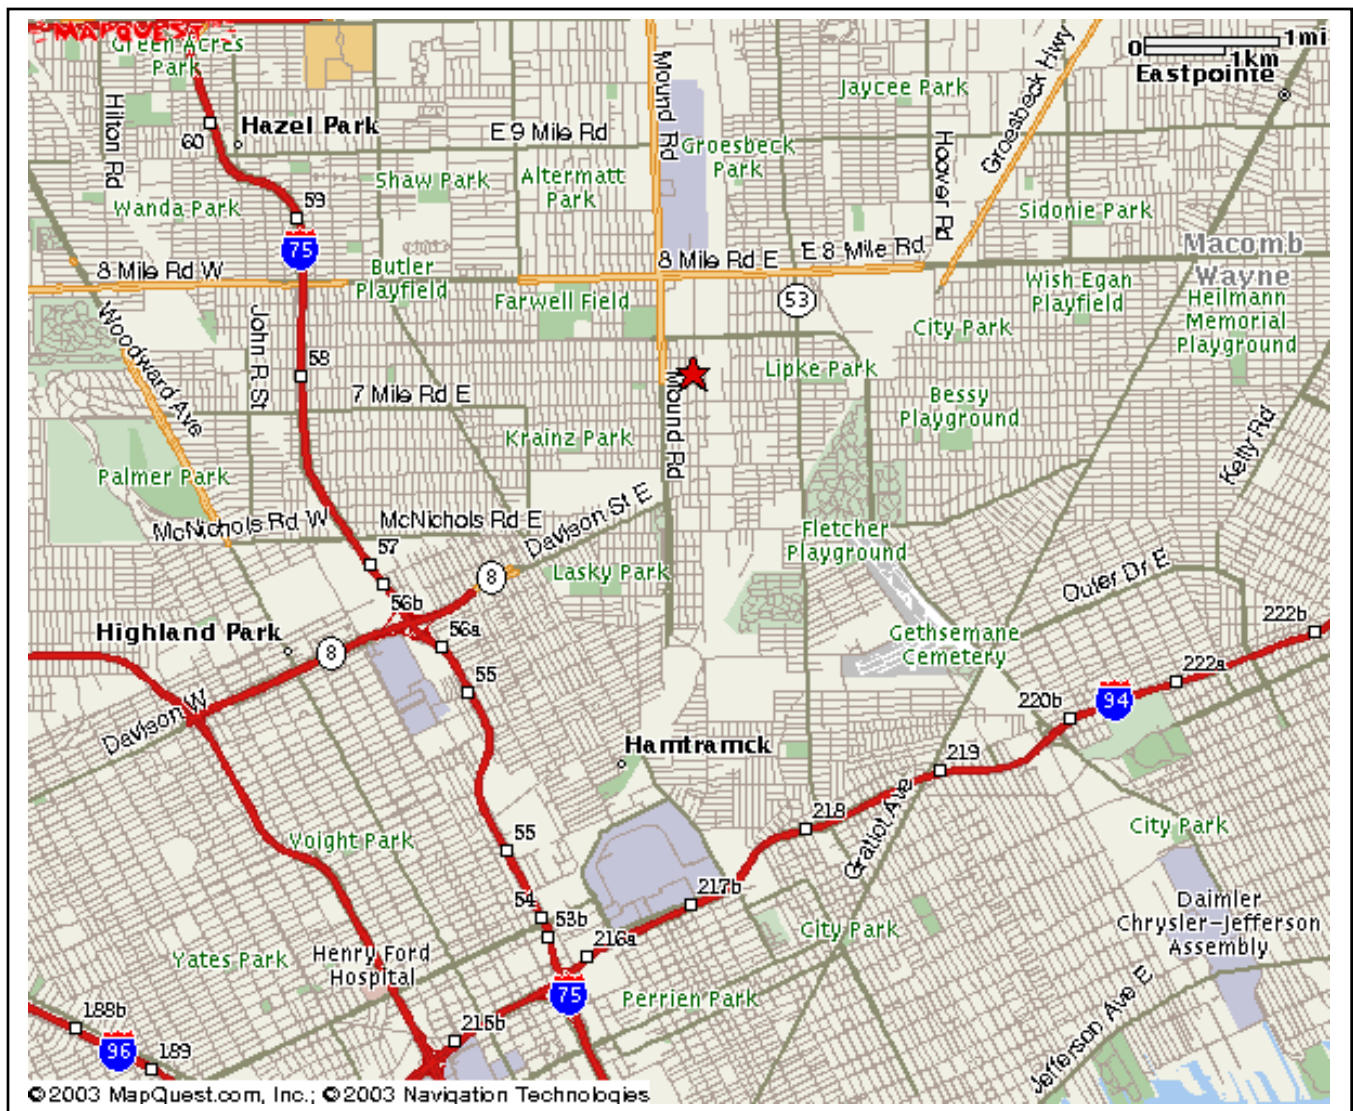 MAPQUEST
Green Acres
Park
Hilton Rd
60
Hazel Park
E 9 Mile Rd
Mound Rd
Jaycee Park
Groesbeck Hwy
0 1mi
1km
Eastpointe
Groesbeck
Park
Hoover Rd
Shaw Park
Altermatt
Park
Wanda Park
59
75
Sidonie Park
8 Mile Rd W
Butler
Playfield
8 Mile Rd E
E 8 Mile Rd
Macomb
Wayne
Farwell Field
53
Wish Egan
Playfield
Heilmann
Memorial
Playground
City Park
Woodward Ave
John R St
58
7 Mile Rd E
Mound Rd
Lipke Park
Bessy
Playground
Krainz Park
Kelly Rd
Palmer Park
McNichols Rd W
McNichols Rd E
Davison St E
Fletcher
Playground
57
8
Lasky Park
56b
Outer Dr E
Highland Park
8
56a
Gethsemane
Cemetery
222b
55
222a
220b
94
Davison W
Hamtramck
219
218
Gratiot Ave
City Park
Voight Park
55
217b
Daimler
Chrysler-Jefferson
Assembly
54
53b
216a
City Park
Yates Park
Henry Ford
Hospital
75
Perrien Park
188b
215b
96
189
Jefferson Ave E
©2003 MapQuest.com, Inc.; ©2003 Navigation Technologies